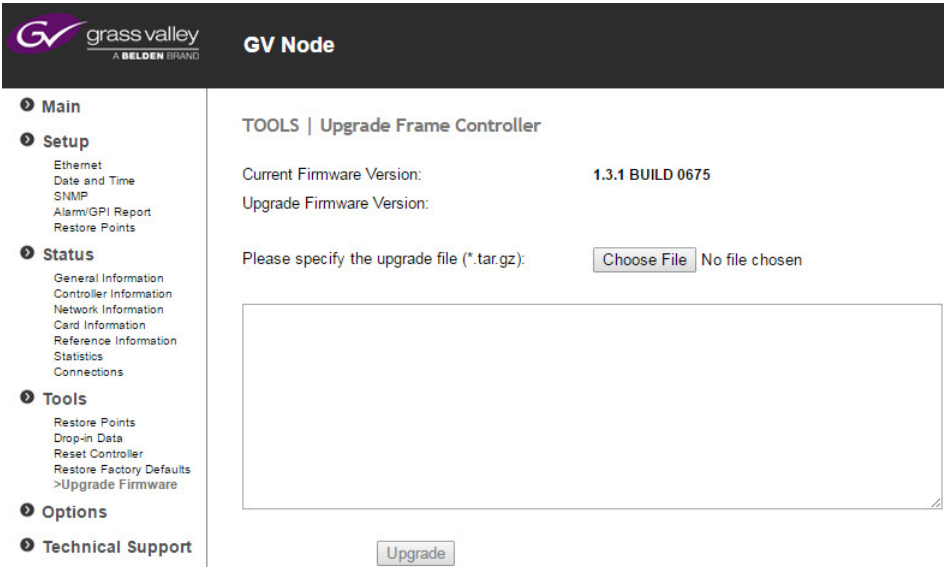 GV grass valley
A BELDEN BRAND
GV Node
Main
Setup
Ethernet
Date and Time
SNMP
Alarm/GPI Report
Restore Points
Status
General Information
Controller Information
Network Information
Card Information
Reference Information
Statistics
Connections
Tools
Restore Points
Drop-in Data
Reset Controller
Restore Factory Defaults
>Upgrade Firmware
Options
Technical Support
TOOLS | Upgrade Frame Controller
Current Firmware Version: 1.3.1 BUILD 0675
Upgrade Firmware Version:
Please specify the upgrade file (*.tar.gz): Choose File No file chosen
Upgrade